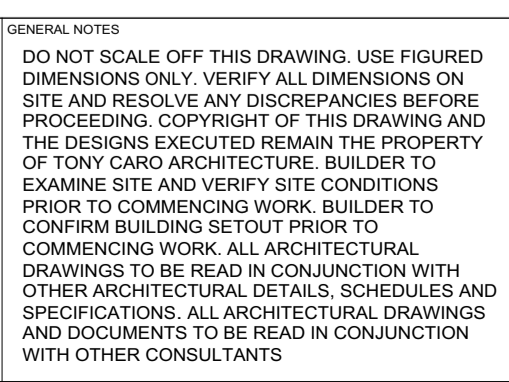 GENERAL NOTES
DO NOT SCALE OFF THIS DRAWING. USE FIGURED
DIMENSIONS ONLY. VERIFY ALL DIMENSIONS ON
SITE AND RESOLVE ANY DISCREPANCIES BEFORE
PROCEEDING. COPYRIGHT OF THIS DRAWING AND
THE DESIGNS EXECUTED REMAIN THE PROPERTY
OF TONY CARO ARCHITECTURE. BUILDER TO
EXAMINE SITE AND VERIFY SITE CONDITIONS
PRIOR TO COMMENCING WORK. BUILDER TO
CONFIRM BUILDING SETOUT PRIOR TO
COMMENCING WORK. ALL ARCHITECTURAL
DRAWINGS TO BE READ IN CONJUNCTION WITH
OTHER ARCHITECTURAL DETAILS, SCHEDULES AND
SPECIFICATIONS. ALL ARCHITECTURAL DRAWINGS
AND DOCUMENTS TO BE READ IN CONJUNCTION
WITH OTHER CONSULTANTS